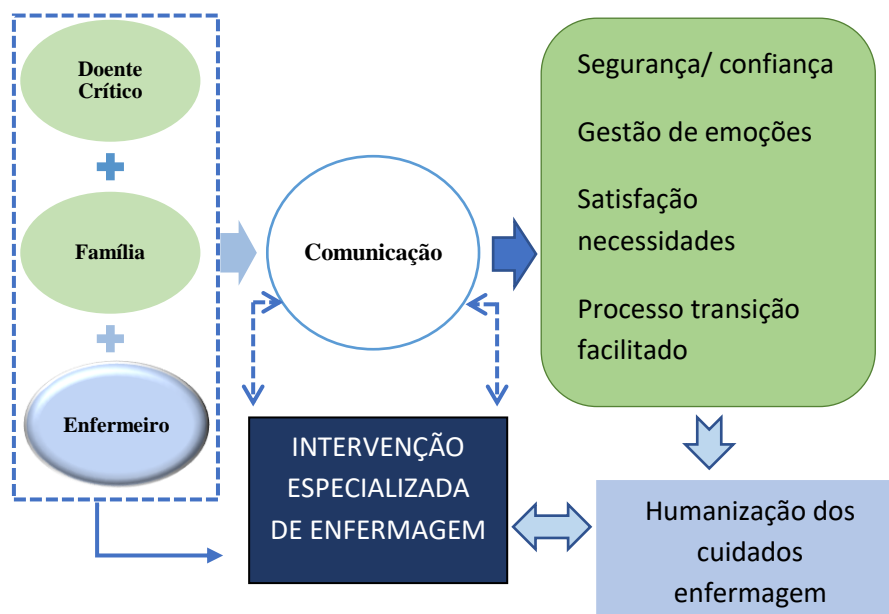 Doente
Crítico
Família
Enfermeiro
Comunicação
Segurança/ confiança
Gestão de emoções
Satisfação
necessidades
Processo transição
facilitado
INTERVENÇÃO
ESPECIALIZADA
DE ENFERMAGEM
Humanização dos
cuidados
enfermagem